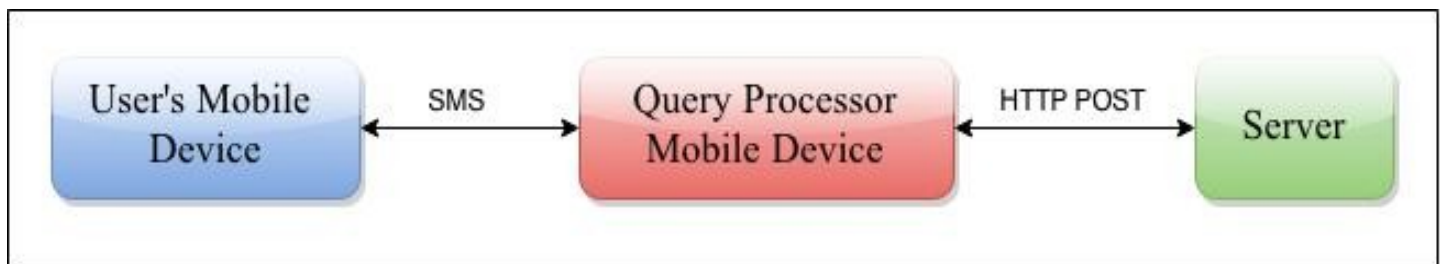 User's Mobile
Device
SMS
Query Processor
Mobile Device
HTTP POST
Server